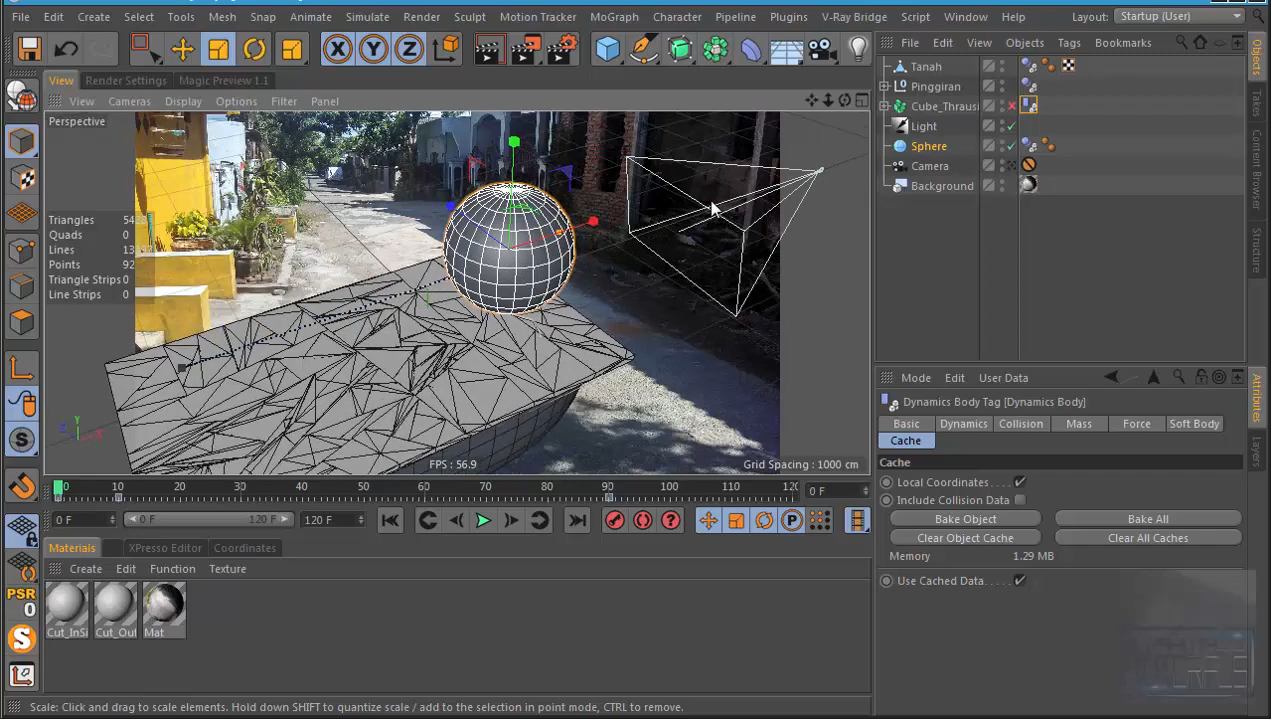 File Edit Create Select Tools Mesh Snap Animate Simulate Render Sculpt Motion Tracker MoGraph Character Pipeline Plugins V-Ray Bridge Script Window Help Layout: Startup (User)
X Y Z
File Edit View Objects Tags Bookmarks
View Render Settings Magic Preview 1.1
View Cameras Display Options Filter Panel
Perspective
Tanah
Pinggiran
Cube_Thrausi
Light
Sphere
Camera
Background
Triangles
Quads 0
Lines
Points 92
Triangle Strips 0
Line Strips 0
Y
X
FPS : 56.9
Grid Spacing : 1000 cm
Objects
Takes
Content Browser
Structure
Mode Edit User Data
Dynamics Body Tag [Dynamics Body]
Basic Dynamics Collision Mass Force Soft Body
Cache
Cache
Local Coordinates
Include Collision Data
Bake Object Bake All
Clear Object Cache Clear All Caches
Memory 1.29 MB
Use Cached Data
Attributes
Layers
0 10 20 30 40 50 60 70 80 90 100 110 120 0 F
0 F 0 F 120 F 120 F
P
Materials XPresso Editor Coordinates
Create Edit Function Texture
Cut_InSi Cut_Out Mat
S
PSR
0
S
Scale: Click and drag to scale elements. Hold down SHIFT to quantize scale / add to the selection in point mode, CTRL to remove.